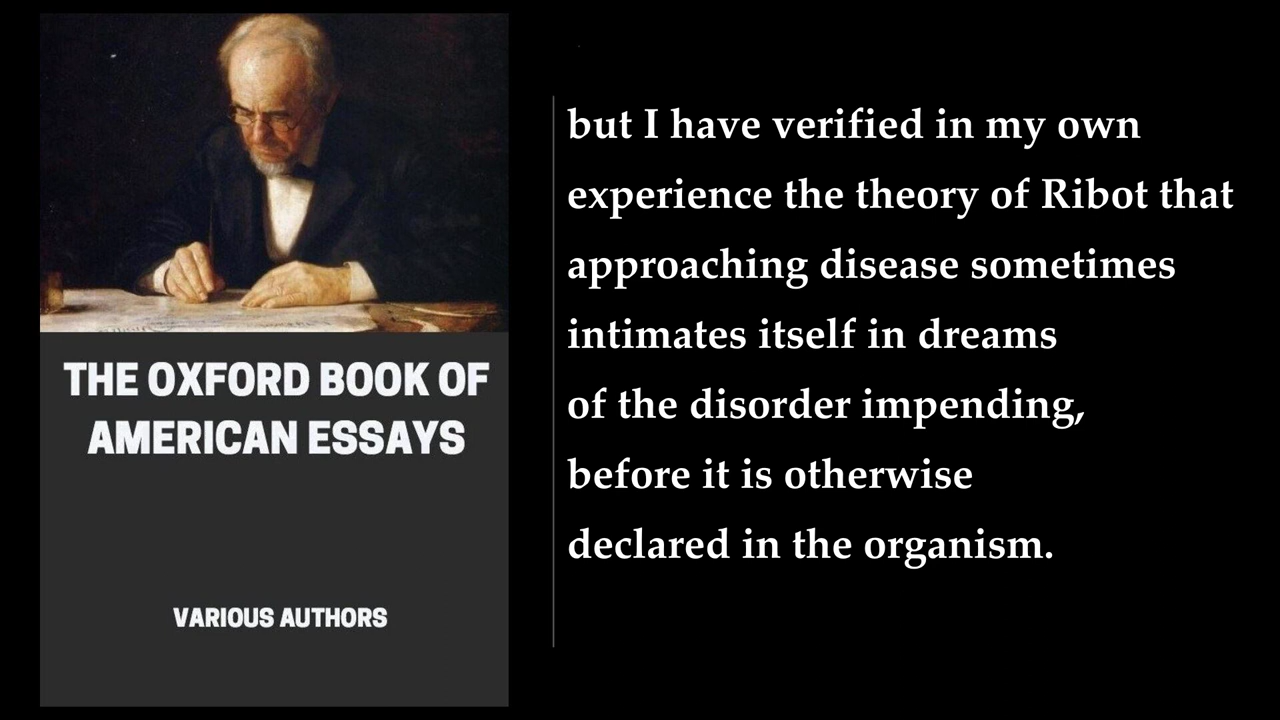 THE OXFORD BOOK OF
AMERICAN ESSAYS
VARIOUS AUTHORS
but I have verified in my own
experience the theory of Ribot that
approaching disease sometimes
intimates itself in dreams
of the disorder impending,
before it is otherwise
declared in the organism.